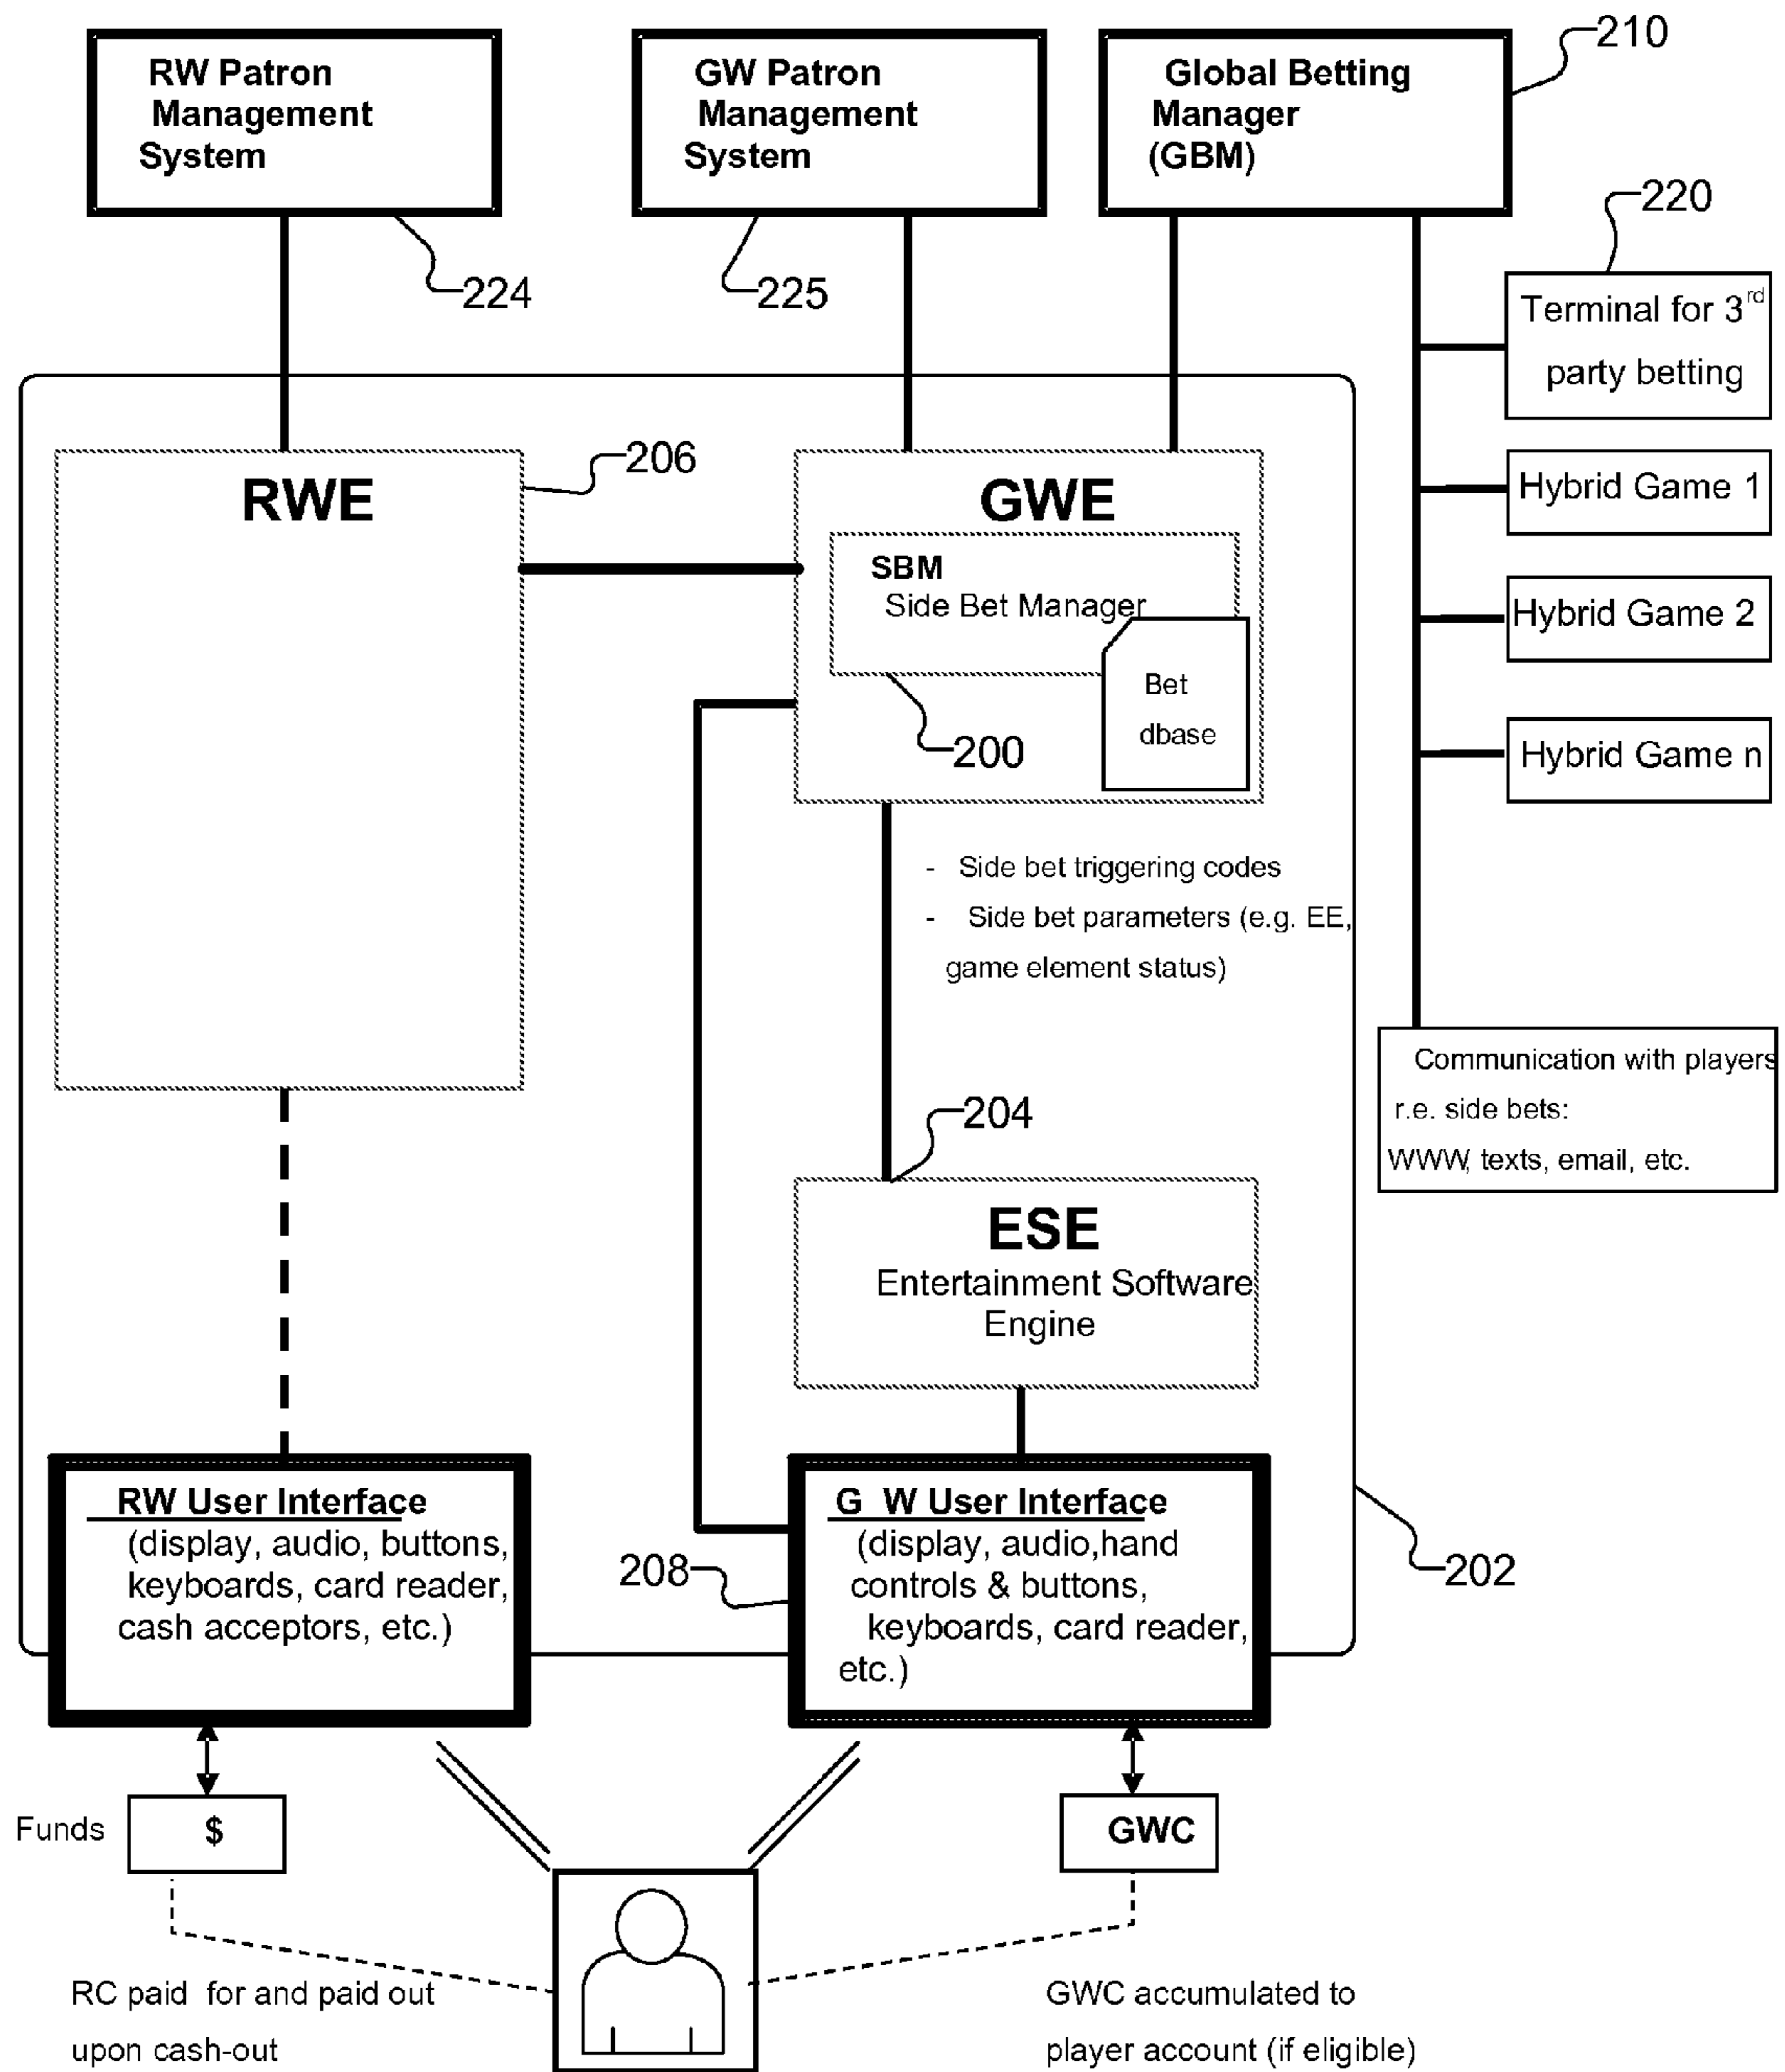 210
RW Patron
Management
System
GW Patron
Management
System
Global Betting
Manager
(GBM)
220
224
225
Terminal for 3rd
party betting
RWE
206
GWE
SBM
Side Bet Manager
Bet
dbase
200
Hybrid Game 1
Hybrid Game 2
Hybrid Game n
- Side bet triggering codes
- Side bet parameters (e.g. EE,
game element status)
Communication with players
r.e. side bets:
WWW, texts, email, etc.
204
ESE
Entertainment Software
Engine
RW User Interface
(display, audio, buttons,
keyboards, card reader,
cash acceptors, etc.)
208
G W User Interface
(display, audio,hand
controls & buttons,
keyboards, card reader,
etc.)
202
Funds
$
GWC
RC paid for and paid out
upon cash-out
GWC accumulated to
player account (if eligible)